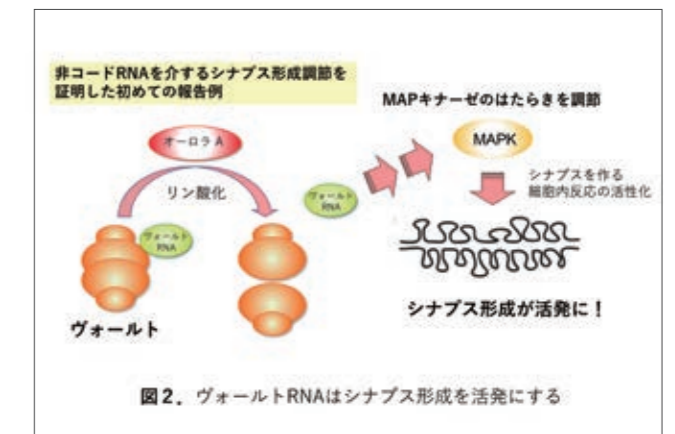 非コードRNAを介するシナプス形成調節を
証明した初めての報告例
MAPキナーゼのはたらきを調節
オーロラ A
MAPK
リン酸化
ヴォールト
RNA
シナプスを作る
細胞内反応の活性化
ヴォールト
RNA
ヴォールト
シナプス形成が活発に！
図2．ヴォールトRNAはシナプス形成を活発にする